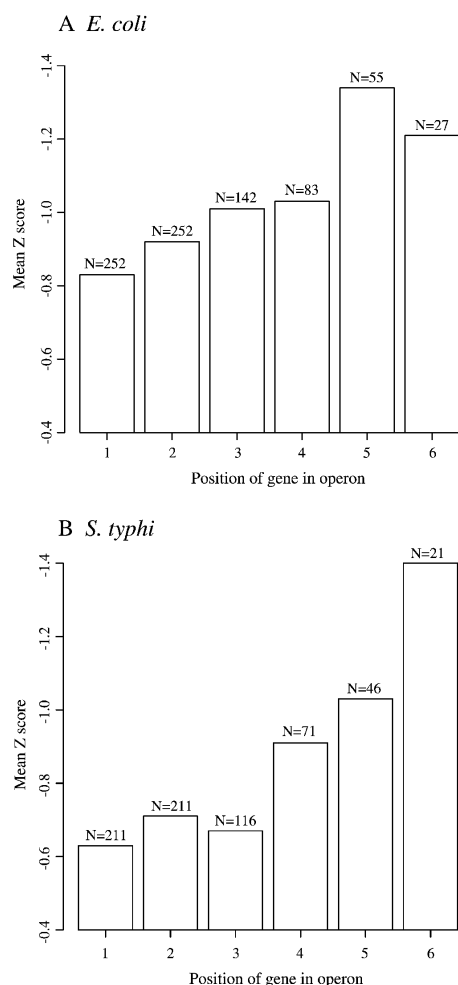 A E. coli
-1.4
-1.2
-1.0
-0.8
-0.6
-0.4
Mean Z score
N=252
N=252
N=142
N=83
N=55
N=27
1 2 3 4 5 6
Position of gene in operon
B S. typhi
-1.4
-1.2
-1.0
-0.8
-0.6
-0.4
Mean Z score
N=211
N=211
N=116
N=71
N=46
N=21
1 2 3 4 5 6
Position of gene in operon